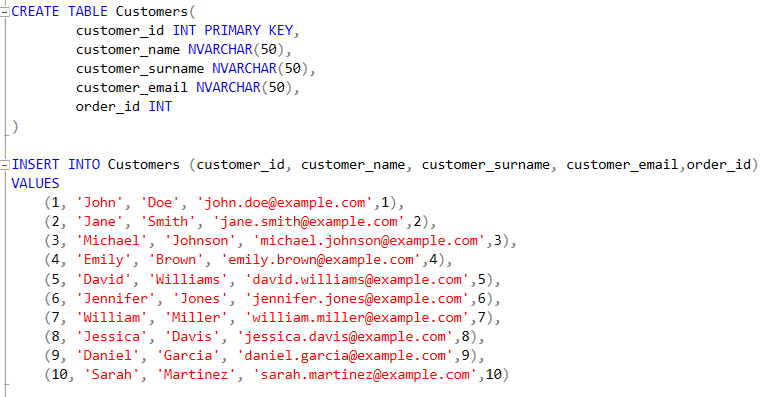 CREATE TABLE Customers(
customer_id INT PRIMARY KEY,
customer_name NVARCHAR(50),
customer_surname NVARCHAR(50),
customer_email NVARCHAR(50),
order_id INT
)
INSERT INTO Customers (customer_id, customer_name, customer_surname, customer_email,order_id)
VALUES
(1, 'John', 'Doe', 'john.doe@example.com',1),
(2, 'Jane', 'Smith', 'jane.smith@example.com',2),
(3, 'Michael', 'Johnson', 'michael.johnson@example.com',3),
(4, 'Emily', 'Brown', 'emily.brown@example.com',4),
(5, 'David', 'Williams', 'david.williams@example.com',5),
(6, 'Jennifer', 'Jones', 'jennifer.jones@example.com',6),
(7, 'William', 'Miller', 'william.miller@example.com',7),
(8, 'Jessica', 'Davis', 'jessica.davis@example.com',8),
(9, 'Daniel', 'Garcia', 'daniel.garcia@example.com',9),
(10, 'Sarah', 'Martinez', 'sarah.martinez@example.com',10)